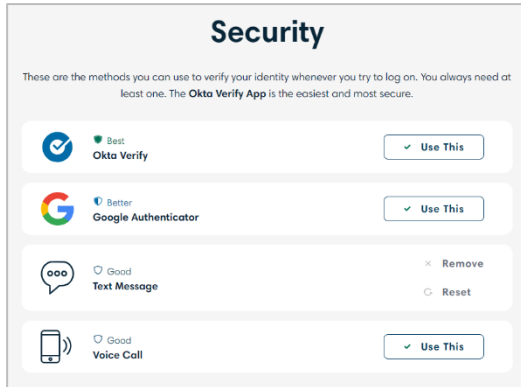 Security
These are the methods you can use to verify your identity whenever you try to log on. You always need at
least one. The Okta Verify App is the easiest and most secure.
Best
Okta Verify
Use This
Better
Google Authenticator
Use This
Good
Text Message
Remove
Reset
Good
Voice Call
Use This